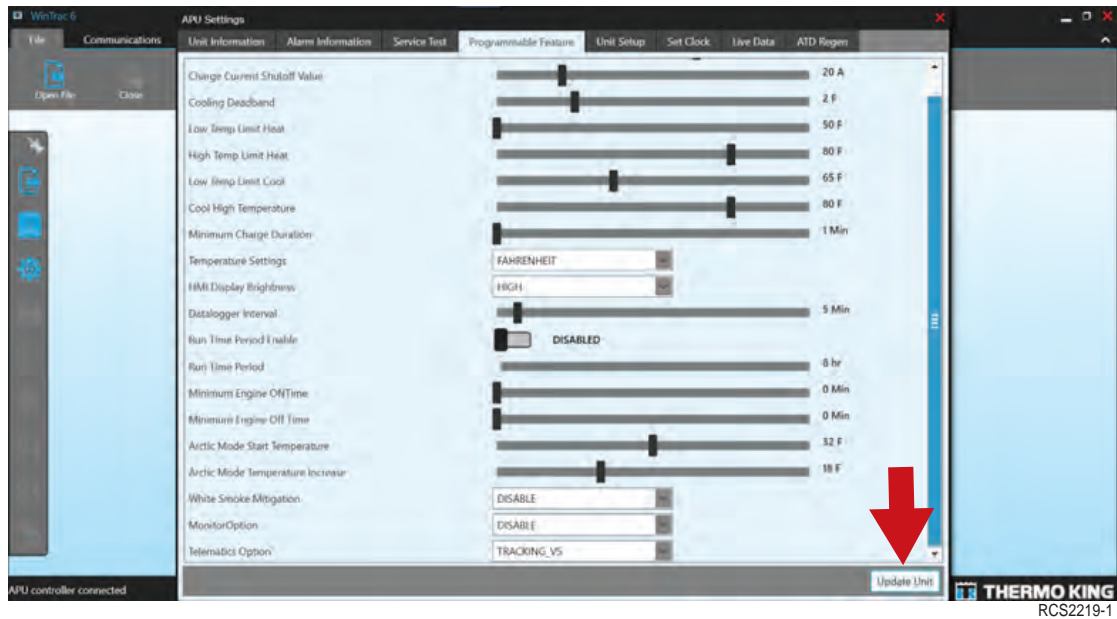 WinTrac 6
APU Settings
File Communications
Unit Information Alarm Information Service Test Programmable Feature Unit Setup Set Clock Live Data ATD Regen
Open File Close
Charge Current Shutoff Value 20 A
Cooling Deadband 2 F
Low Temp Limit Heat 50 F
High Temp Limit Heat 80 F
Low Temp Limit Cool 65 F
Cool High Temperature 80 F
Minimum Charge Duration 1 Min
Temperature Settings FAHRENHEIT
HMI Display Brightness HIGH
Datalogger Interval 5 Min
Run Time Period Enable DISABLED
Run Time Period 8 hr
Minimum Engine ONTime 0 Min
Minimum Engine Off Time 0 Min
Arctic Mode Start Temperature 32 F
Arctic Mode Temperature Increase 18 F
White Smoke Mitigation DISABLE
MonitorOption DISABLE
Telematics Option TRACKING_VS
Update Unit
APU controller connected
THERMO KING
RCS2219-1